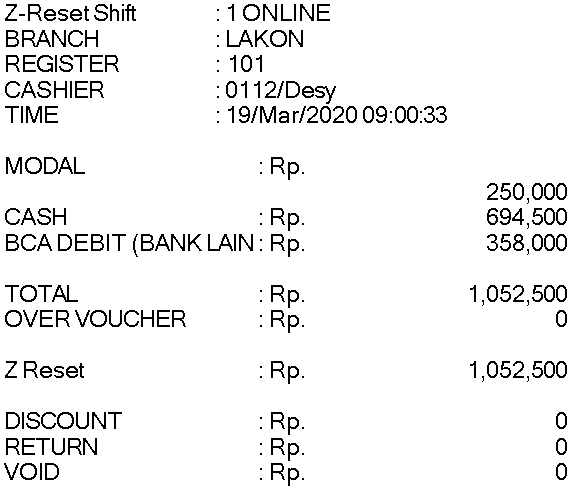 Z-Reset Shift : 1 ONLINE
BRANCH : LAKON
REGISTER : 101
CASHIER : 0112/Desy
TIME : 19/Mar/2020 09:00:33
MODAL : Rp.
250,000
CASH : Rp. 694,500
BCA DEBIT (BANK LAIN : Rp. 358,000
TOTAL : Rp. 1,052,500
OVER VOUCHER : Rp. 0
Z Reset : Rp. 1,052,500
DISCOUNT : Rp. 0
RETURN : Rp. 0
VOID : Rp. 0